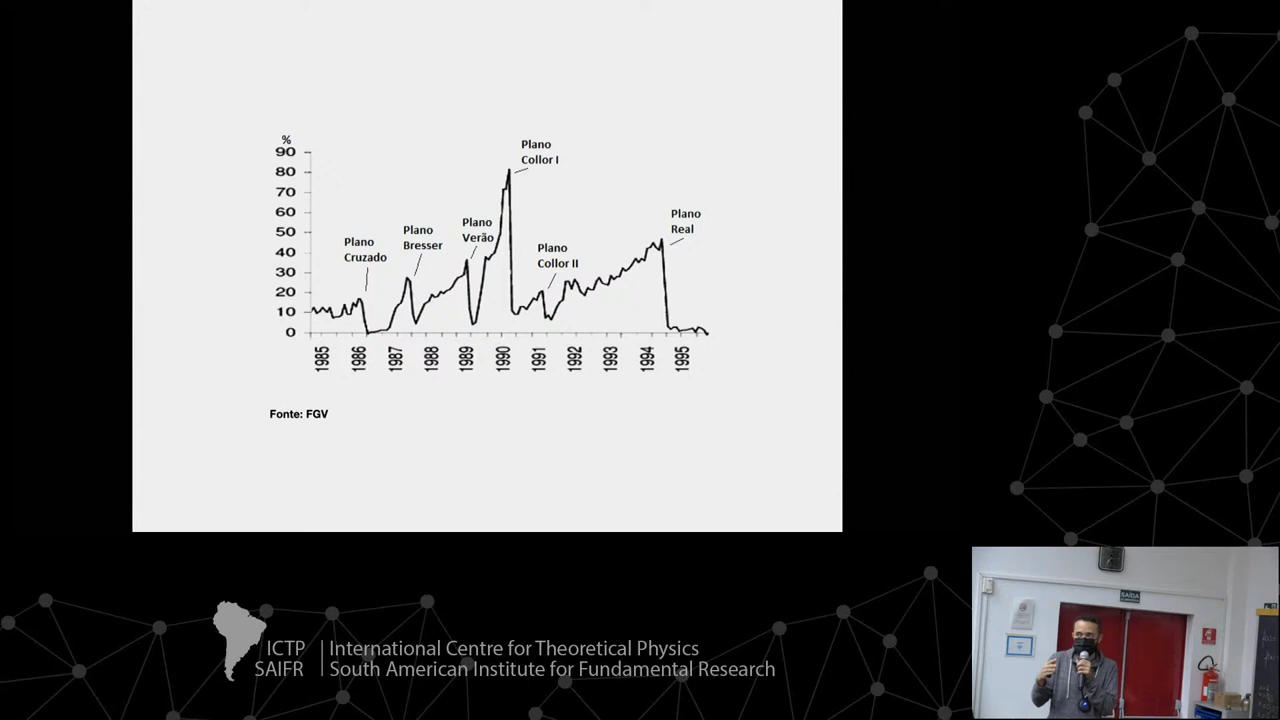 %
90
80
70
60
50
40
30
20
10
0
Plano
Cruzado
Plano
Bresser
Plano
Verão
Plano
Collor I
Plano
Collor II
Plano
Real
1985
1986
1987
1988
1989
1990
1991
1992
1993
1994
1995
Fonte: FGV
ICTP
SAIFR
International Centre for Theoretical Physics
South American Institute for Fundamental Research
SAÍDA